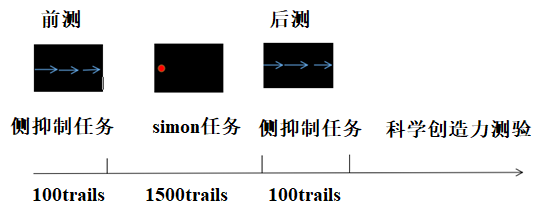 前测
后测
侧抑制任务
simon任务
侧抑制任务
科学创造力测验
100trails
1500trails
100trails